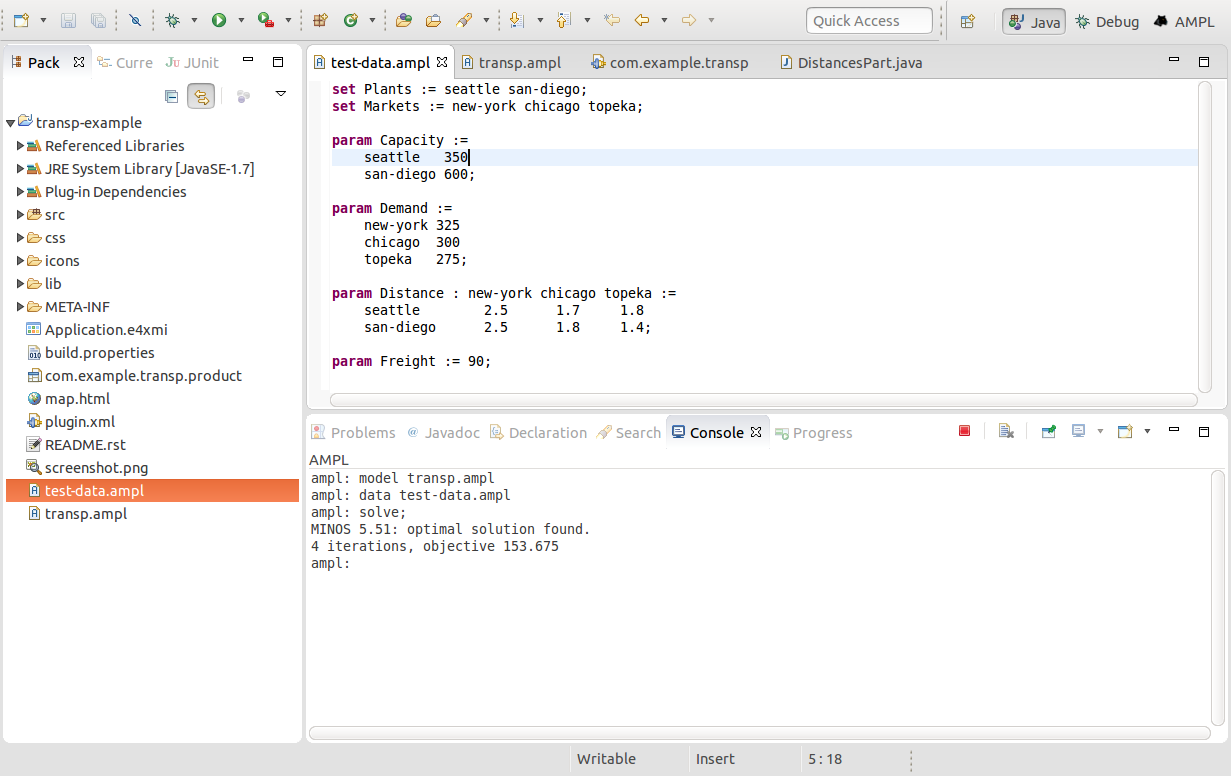 Quick Access
Java
Debug
AMPL
Pack
Curre
JUnit
transp-example
Referenced Libraries
JRE System Library [JavaSE-1.7]
Plug-in Dependencies
src
css
icons
lib
META-INF
Application.e4xmi
build.properties
com.example.transp.product
map.html
plugin.xml
README.rst
screenshot.png
test-data.ampl
transp.ampl
test-data.ampl
transp.ampl
com.example.transp
DistancesPart.java
set Plants := seattle san-diego;
set Markets := new-york chicago topeka;
param Capacity :=
    seattle   350
    san-diego 600;
param Demand :=
    new-york 325
    chicago  300
    topeka   275;
param Distance : new-york chicago topeka :=
    seattle        2.5      1.7     1.8
    san-diego      2.5      1.8     1.4;
param Freight := 90;
Problems
Javadoc
Declaration
Search
Console
Progress
AMPL
ampl: model transp.ampl
ampl: data test-data.ampl
ampl: solve;
MINOS 5.51: optimal solution found.
4 iterations, objective 153.675
ampl:
Writable
Insert
5 : 18